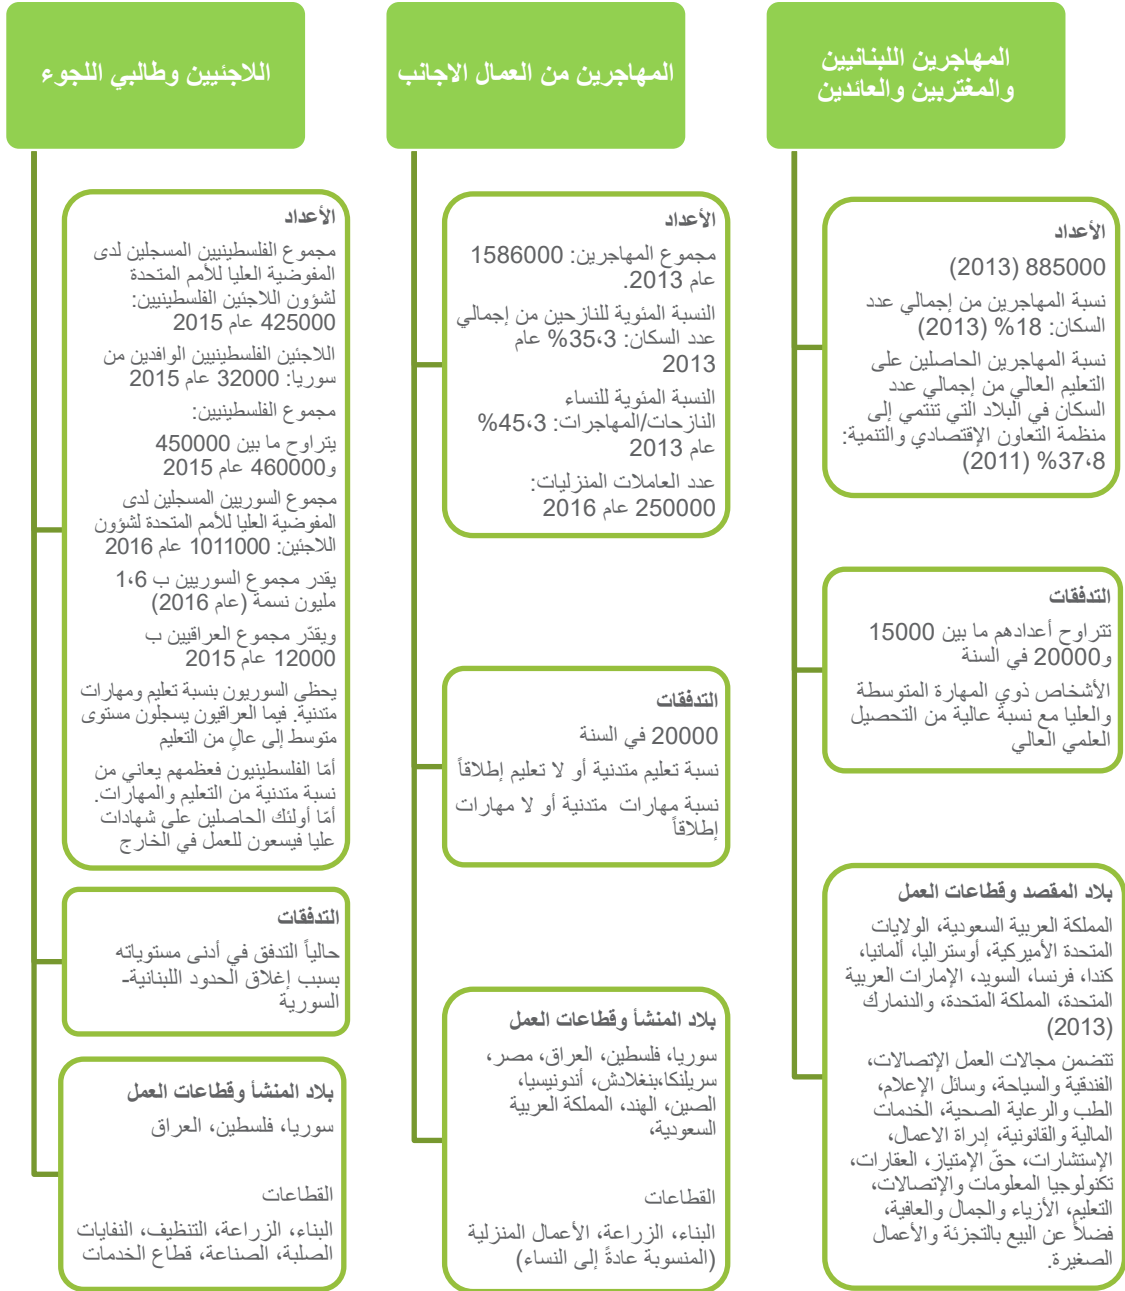 المهاجرين اللبنانيين
والمغتربين والعائدين
الأعداد
885000 (2013)
نسبة المهاجرين من إجمالي عدد
السكان: 18% (2013)
نسبة المهاجرين الحاصلين على
التعليم العالي من إجمالي عدد
السكان في البلاد التي تنتمي إلى
منظمة التعاون الإقتصادي والتنمية:
37،8% (2011)
التدفقات
تتراوح أعدادهم ما بين 15000
و20000 في السنة
الأشخاص ذوي المهارة المتوسطة
والعليا مع نسبة عالية من التحصيل
العلمي العالي
بلاد المقصد وقطاعات العمل
المملكة العربية السعودية، الولايات
المتحدة الأميركية، أوستراليا، ألمانيا،
كندا، فرنسا، السويد، الإمارات العربية
المتحدة، المملكة المتحدة، والدنمارك
(2013)
تتضمن مجالات العمل الإتصالات،
الفندقية والسياحة، وسائل الإعلام،
الطب والرعاية الصحية، الخدمات
المالية والقانونية، إدراة الاعمال،
الإستشارات، حقّ الإمتياز، العقارات،
تكنولوجيا المعلومات والإتصالات،
التعليم، الأزياء والجمال والعافية،
فضلاً عن البيع بالتجزئة والأعمال
الصغيرة.
المهاجرين من العمال الاجانب
الأعداد
مجموع المهاجرين: 1586000
عام 2013.
النسبة المئوية للنازحين من إجمالي
عدد السكان: 35،3% عام
2013
النسبة المئوية للنساء
النازحات/المهاجرات: 45،3%
عام 2013
عدد العاملات المنزليات:
250000 عام 2016
التدفقات
20000 في السنة
نسبة تعليم متدنية أو لا تعليم إطلاقاً
نسبة مهارات متدنية أو لا مهارات
إطلاقاً
بلاد المنشأ وقطاعات العمل
سوريا، فلسطين، العراق، مصر،
سريلنكا،بنغلادش، أندونيسيا،
الصين، الهند، المملكة العربية
السعودية،
القطاعات
البناء، الزراعة، الأعمال المنزلية
(المنسوبة عادةً إلى النساء)
اللاجئيين وطالبي اللجوء
الأعداد
مجموع الفلسطينيين المسجلين لدى
المفوضية العليا للأمم المتحدة
لشؤون اللاجئين الفلسطينيين:
425000 عام 2015
اللاجئين الفلسطينيين الوافدين من
سوريا: 32000 عام 2015
مجموع الفلسطينيين:
يتراوح ما بين 450000
و460000 عام 2015
مجموع السوريين المسجلين لدى
المفوضية العليا للأمم المتحدة لشؤون
اللاجئين: 1011000 عام 2016
يقدر مجموع السوريين ب 1،6
مليون نسمة (عام 2016)
ويقدّر مجموع العراقيين ب
12000 عام 2015
يحظى السوريون بنسبة تعليم ومهارات
متدنية. فيما العراقيون يسجلون مستوى
متوسط إلى عالٍ من التعليم
أمّا الفلسطينيون فعظمهم يعاني من
نسبة متدنية من التعليم والمهارات.
أمّا أولئك الحاصلين على شهادات
عليا فيسعون للعمل في الخارج
التدفقات
حالياً التدفق في أدنى مستوياته
بسبب إغلاق الحدود اللبنانية-
السورية
بلاد المنشأ وقطاعات العمل
سوريا، فلسطين، العراق
القطاعات
البناء، الزراعة، التنظيف، النفايات
الصلبة، الصناعة، قطاع الخدمات